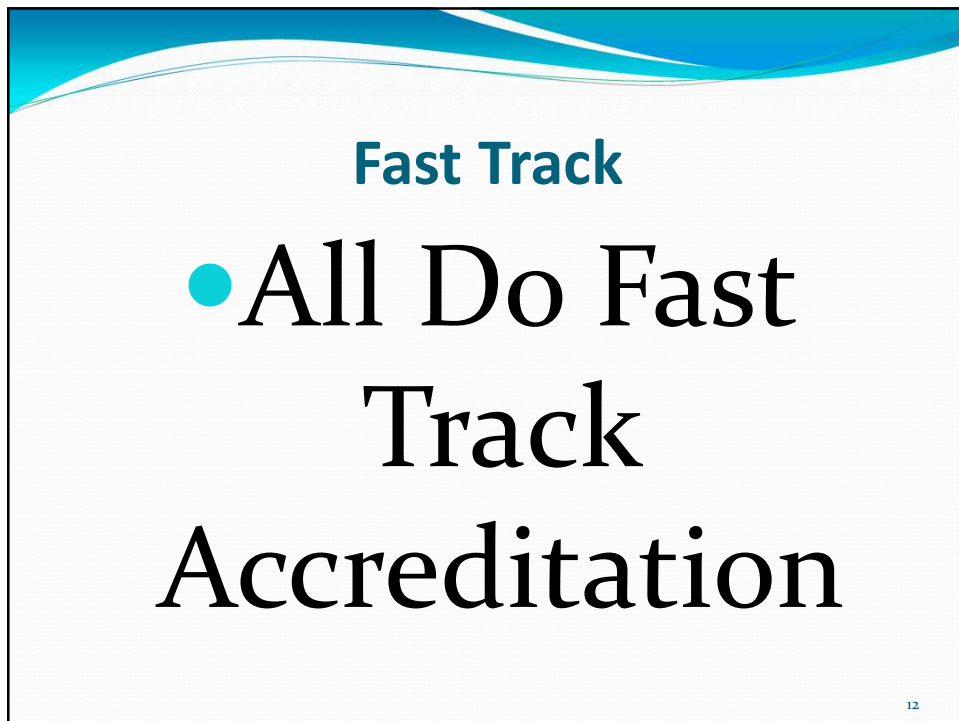 Fast Track
•All Do Fast
Track
Accreditation
12